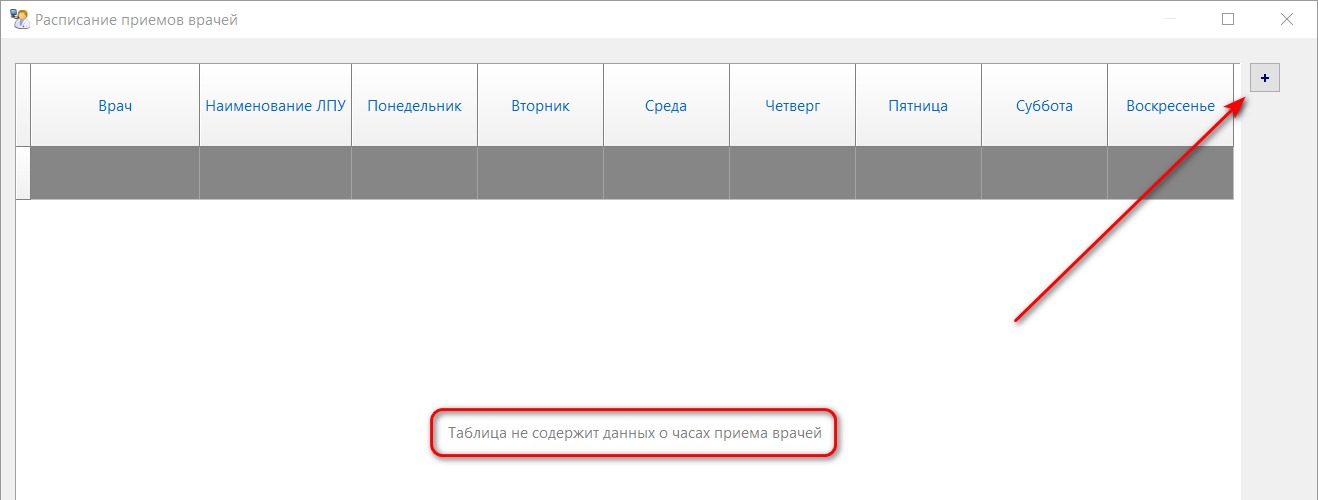 Расписание приемов врачей
Врач Наименование ЛПУ Понедельник Вторник Среда Четверг Пятница Суббота Воскресенье
+
Таблица не содержит данных о часах приема врачей